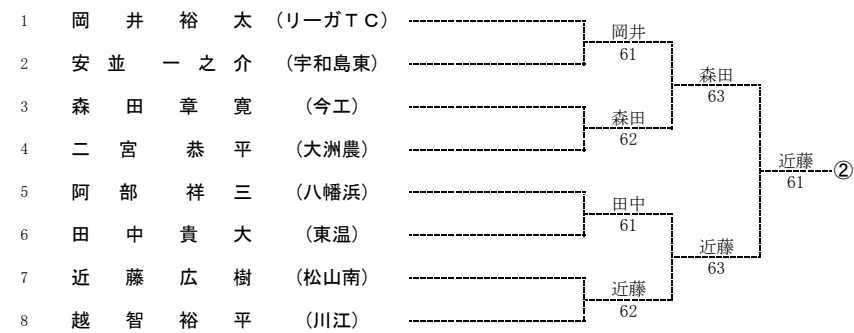 1 岡井裕太 （リーガＴＣ）
岡井
61
2 安並一之介 （宇和島東）
森田
63
3 森田章寛 （今工）
森田
62
4 二宮恭平 （大洲農）
近藤
61
②
5 阿部祥三 （八幡浜）
田中
61
6 田中貴大 （東温）
近藤
63
7 近藤広樹 （松山南）
近藤
62
8 越智裕平 （川江）